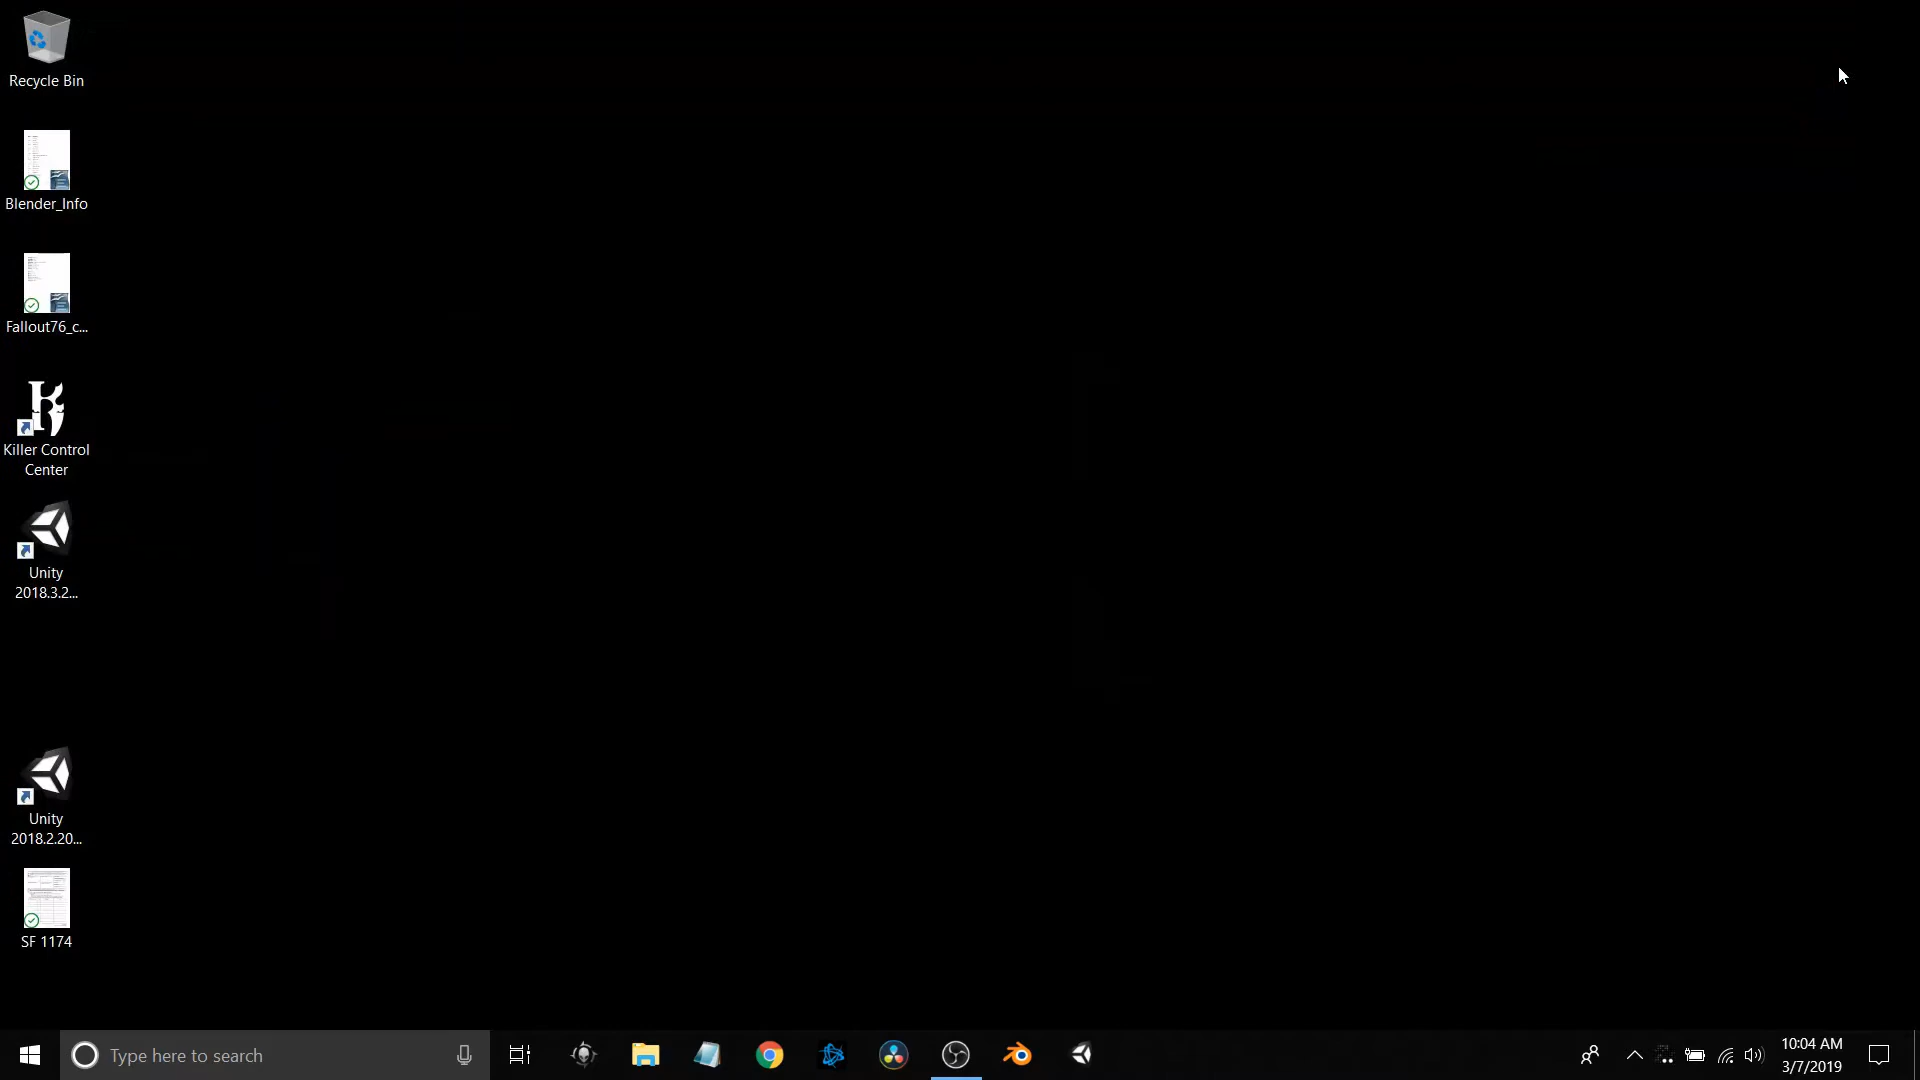 Recycle Bin
Blender_Info
Fallout76_c...
Killer Control
Center
Unity
2018.3.2...
Unity
2018.2.20...
SF 1174
Type here to search
10:04 AM
3/7/2019